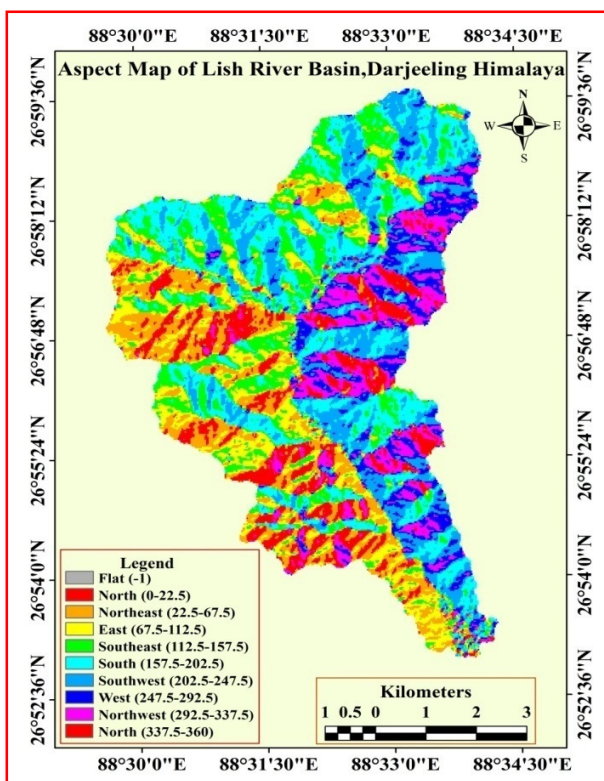 88°30'0"E 88°31'30"E 88°33'0"E 88°34'30"E
Aspect Map of Lish River Basin,Darjeeling Himalaya
N
W E
S
26°59'36"N 26°59'36"N
26°58'12"N 26°58'12"N
26°56'48"N 26°56'48"N
26°55'24"N 26°55'24"N
26°54'0"N 26°54'0"N
26°52'36"N 26°52'36"N
Legend
Flat (-1)
North (0-22.5)
Northeast (22.5-67.5)
East (67.5-112.5)
Southeast (112.5-157.5)
South (157.5-202.5)
Southwest (202.5-247.5)
West (247.5-292.5)
Northwest (292.5-337.5)
North (337.5-360)
Kilometers
1 0.5 0 1 2 3
88°30'0"E 88°31'30"E 88°33'0"E 88°34'30"E